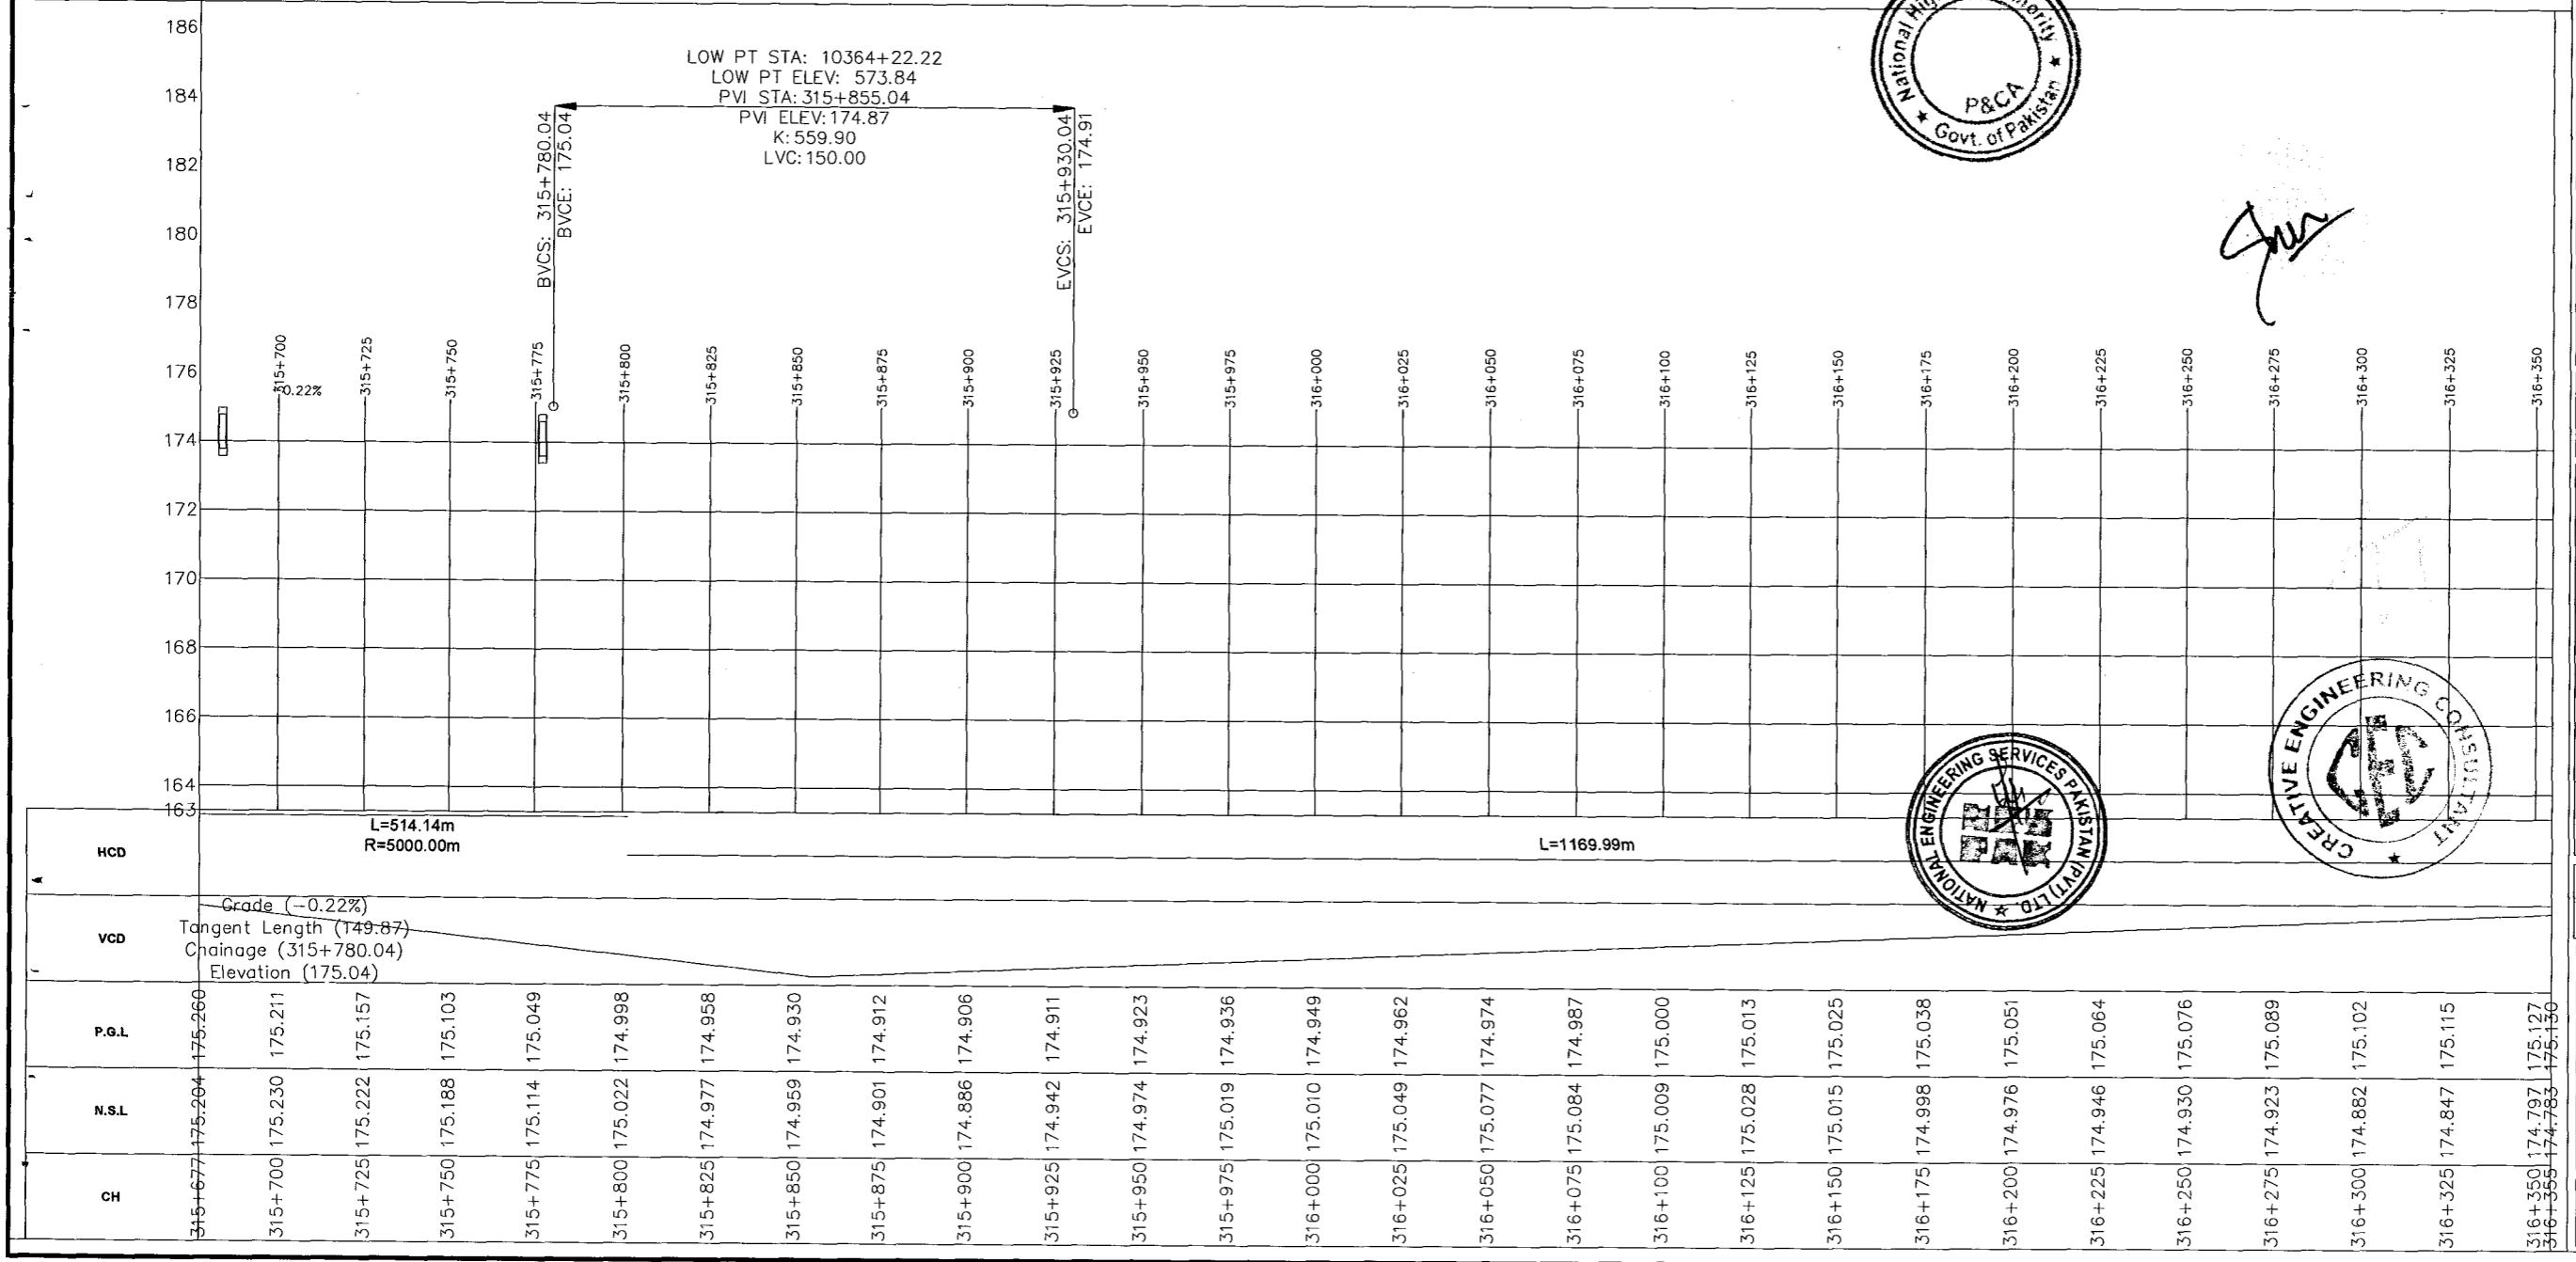 186
184
182
180
178
176
174
172
170
168
166
164
163
LOW PT STA: 10364+22.22
LOW PT ELEV: 573.84
PVI STA: 315+855.04
PVI ELEV: 174.87
K: 559.90
LVC: 150.00
BVCS: 315+780.04
BVCE: 175.04
EVCS: 315+930.04
EVCE: 174.91
National
P&CA
Govt. of Pakistan
-0.22%
315+700 315+725 315+750 315+775 315+800 315+825 315+850 315+875 315+900 315+925 315+950 315+975 316+000 316+025 316+050 316+075 316+100 316+125 316+150 316+175 316+200 316+225 316+250 316+275 316+300 316+325 316+350
NATIONAL ENGINEERING SERVICES PAKISTAN (PVT) LTD.
CREATIVE ENGINEERING CONSULTANT
CEC
HCD
L=514.14m
R=5000.00m
L=1169.99m
VCD
Grade (-0.22%)
Tangent Length (149.87)
Chainage (315+780.04)
Elevation (175.04)
P.G.L 175.260 175.211 175.157 175.103 175.049 174.998 174.958 174.930 174.912 174.906 174.911 174.923 174.936 174.949 174.962 174.974 174.987 175.000 175.013 175.025 175.038 175.051 175.064 175.076 175.089 175.102 175.115 175.127 175.130
N.S.L 175.204 175.230 175.222 175.188 175.114 175.022 174.977 174.959 174.901 174.886 174.942 174.974 175.019 175.010 175.049 175.077 175.084 175.009 175.028 175.015 174.998 174.976 174.946 174.930 174.923 174.882 174.847 174.797 174.783
CH 315+677 315+700 315+725 315+750 315+775 315+800 315+825 315+850 315+875 315+900 315+925 315+950 315+975 316+000 316+025 316+050 316+075 316+100 316+125 316+150 316+175 316+200 316+225 316+250 316+275 316+300 316+325 316+350 316+355